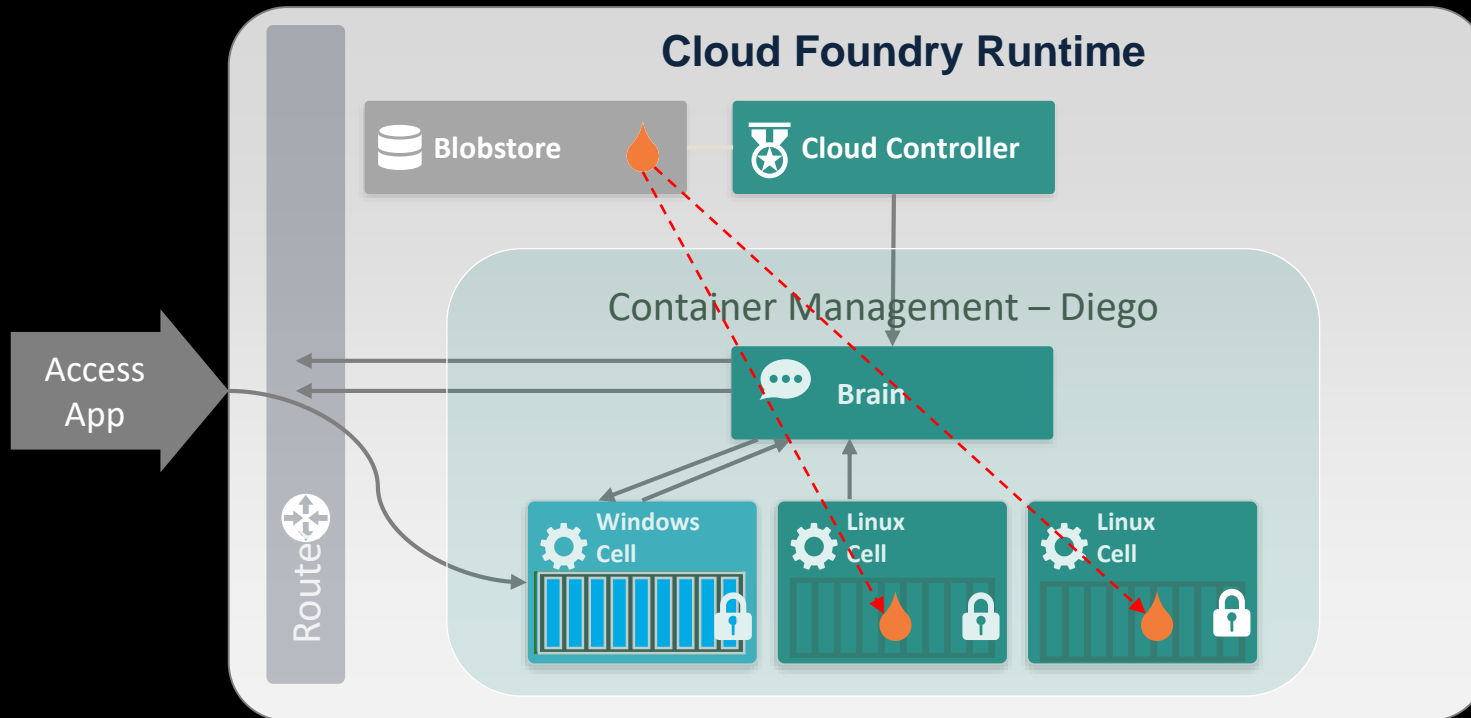 Cloud Foundry Runtime
Blobstore
Cloud Controller
Container Management – Diego
Access
App
Brain
Windows
Cell
Linux
Cell
Linux
Cell
Router